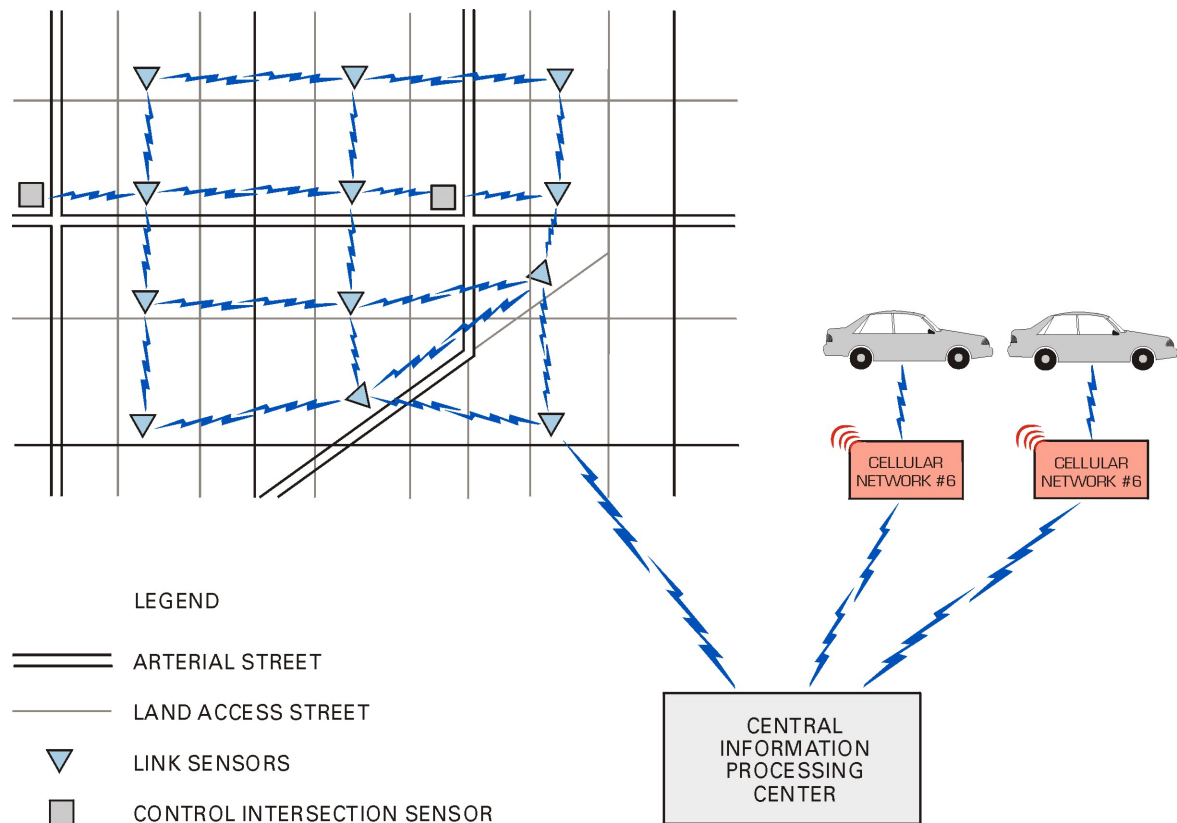 CELLULAR
NETWORK #6
CELLULAR
NETWORK #6
LEGEND
ARTERIAL STREET
LAND ACCESS STREET
LINK SENSORS
CONTROL INTERSECTION SENSOR
CENTRAL
INFORMATION
PROCESSING
CENTER